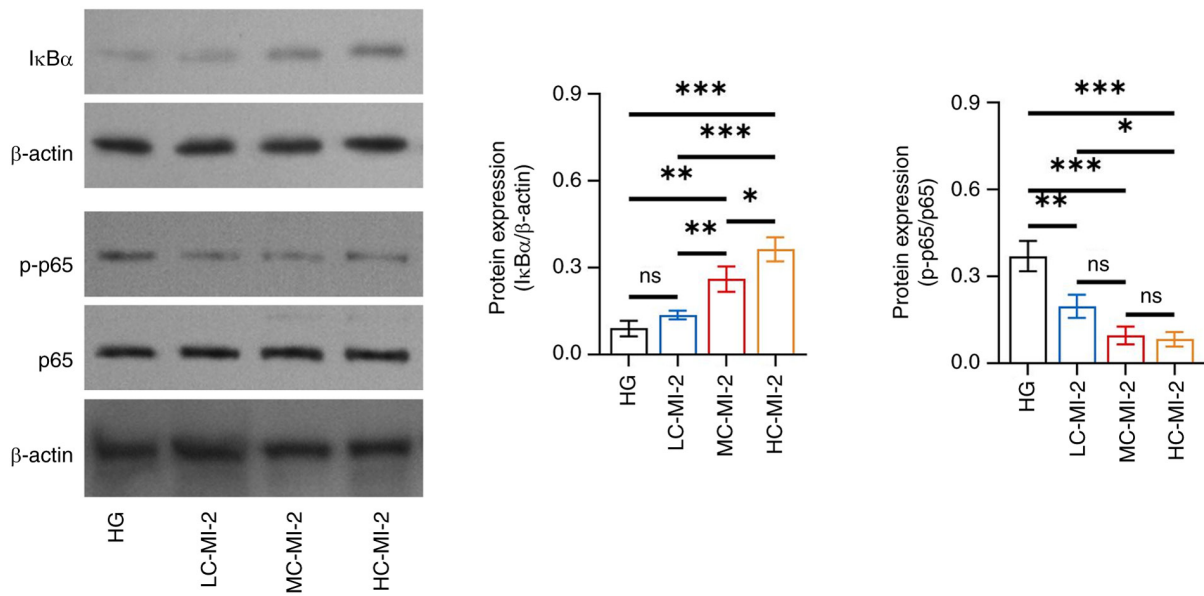 IκBα
β-actin
p-p65
p65
β-actin
HG
LC-MI-2
MC-MI-2
HC-MI-2
Protein expression
(IκBα/β-actin)
0.9
0.6
0.3
0.0
***
***
**
*
**
ns
HG
LC-MI-2
MC-MI-2
HC-MI-2
Protein expression
(p-p65/p65)
0.9
0.6
0.3
0.0
***
*
***
**
ns
ns
HG
LC-MI-2
MC-MI-2
HC-MI-2